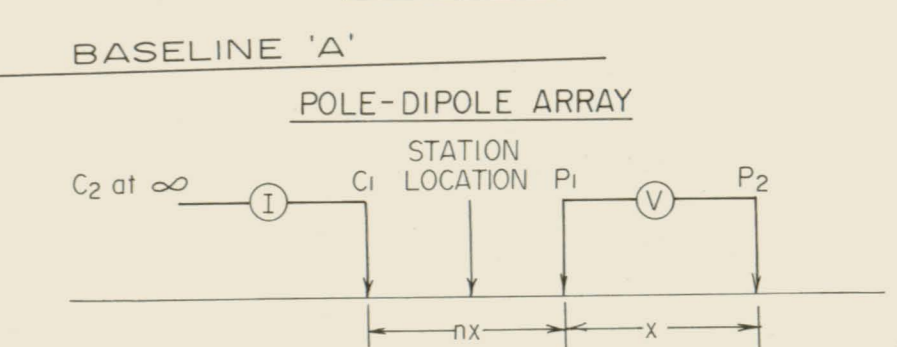 BASELINE 'A'
POLE-DIPOLE ARRAY
STATION
C2 at ∞ I C1 LOCATION P1 V P2
nx x